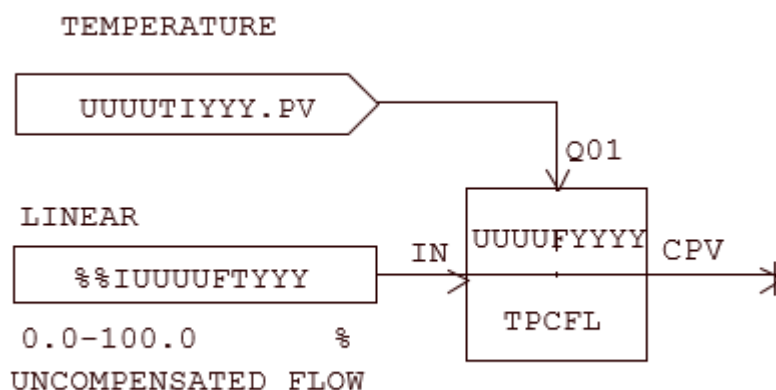 TEMPERATURE
UUUUTIYYY.PV
Q01
LINEAR
UUUUFYYYY
IN
CPV
%%IUUUUFTYYY
TPCFL
0.0-100.0 %
UNCOMPENSATED FLOW